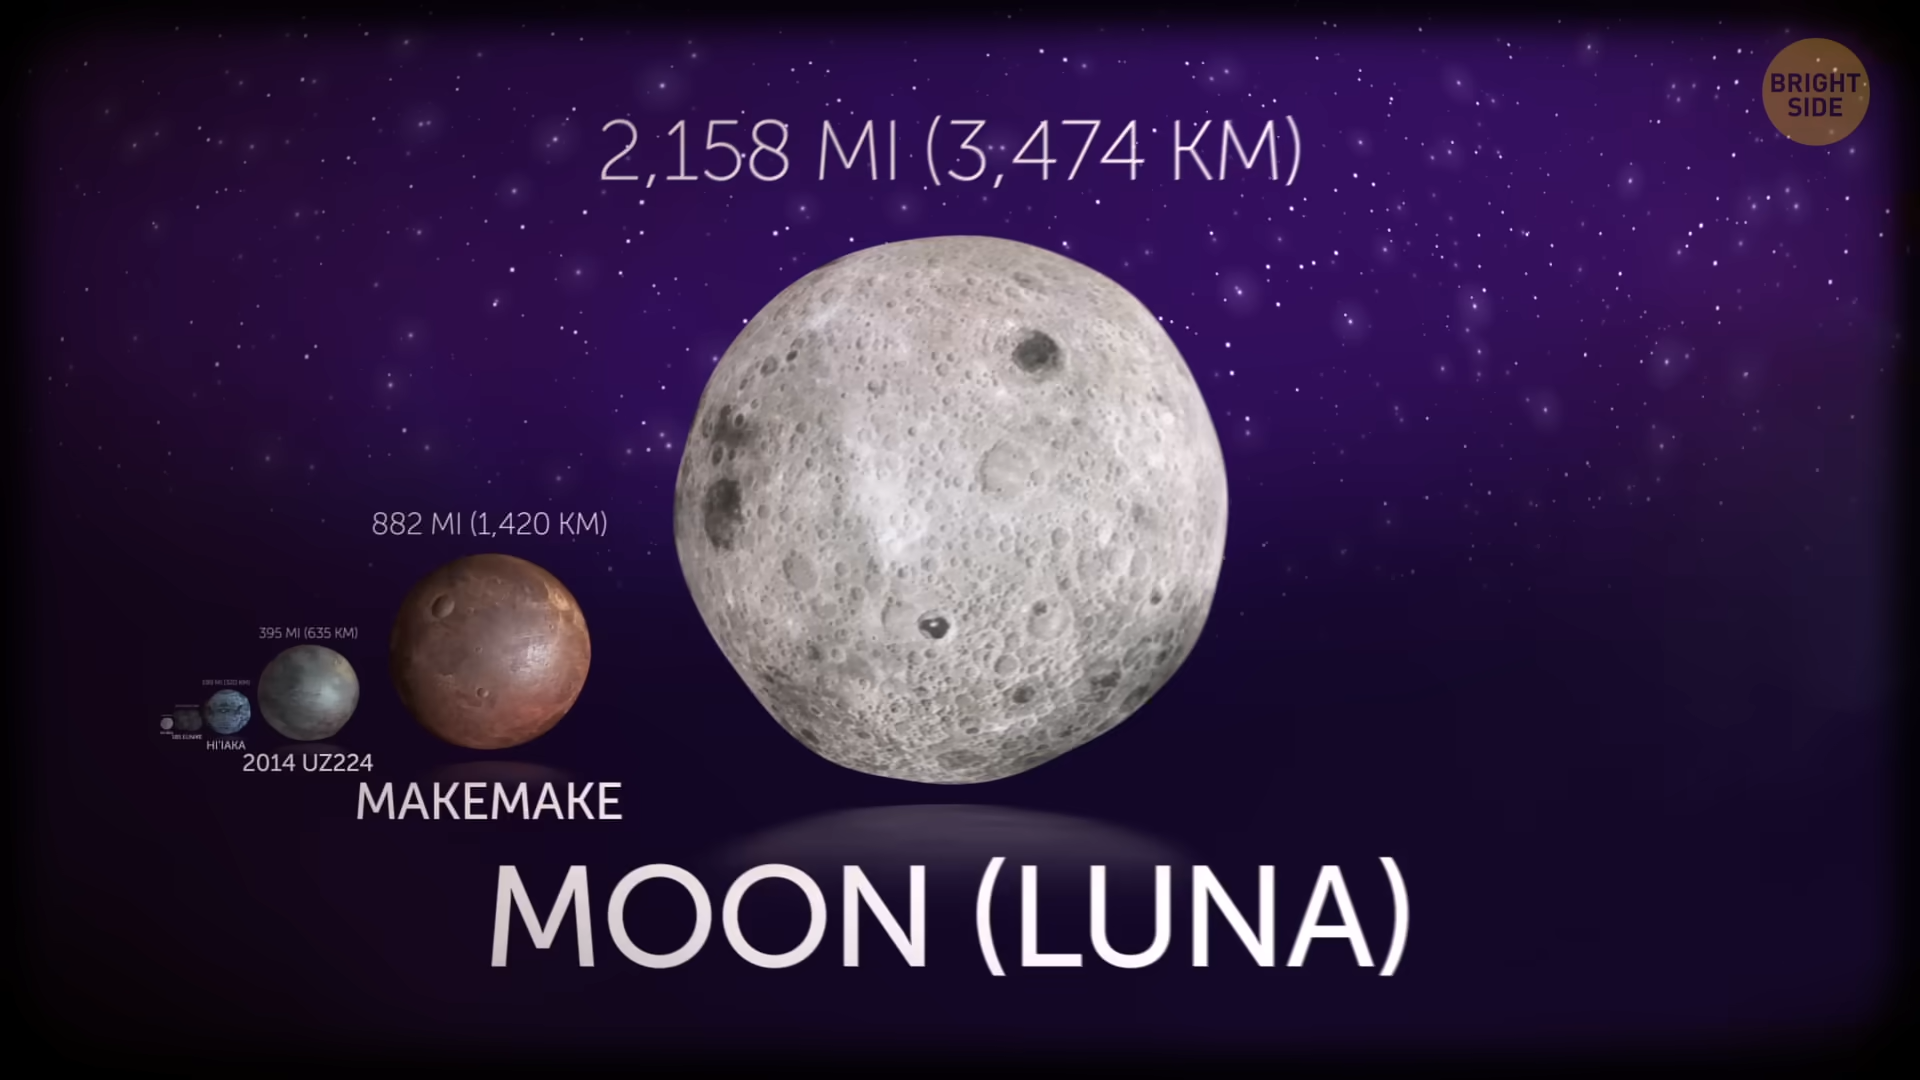 BRIGHT
SIDE
2,158 MI (3,474 KM)
882 MI (1,420 KM)
395 MI (635 KM)
HI'IAKA
2014 UZ224
MAKEMAKE
MOON (LUNA)